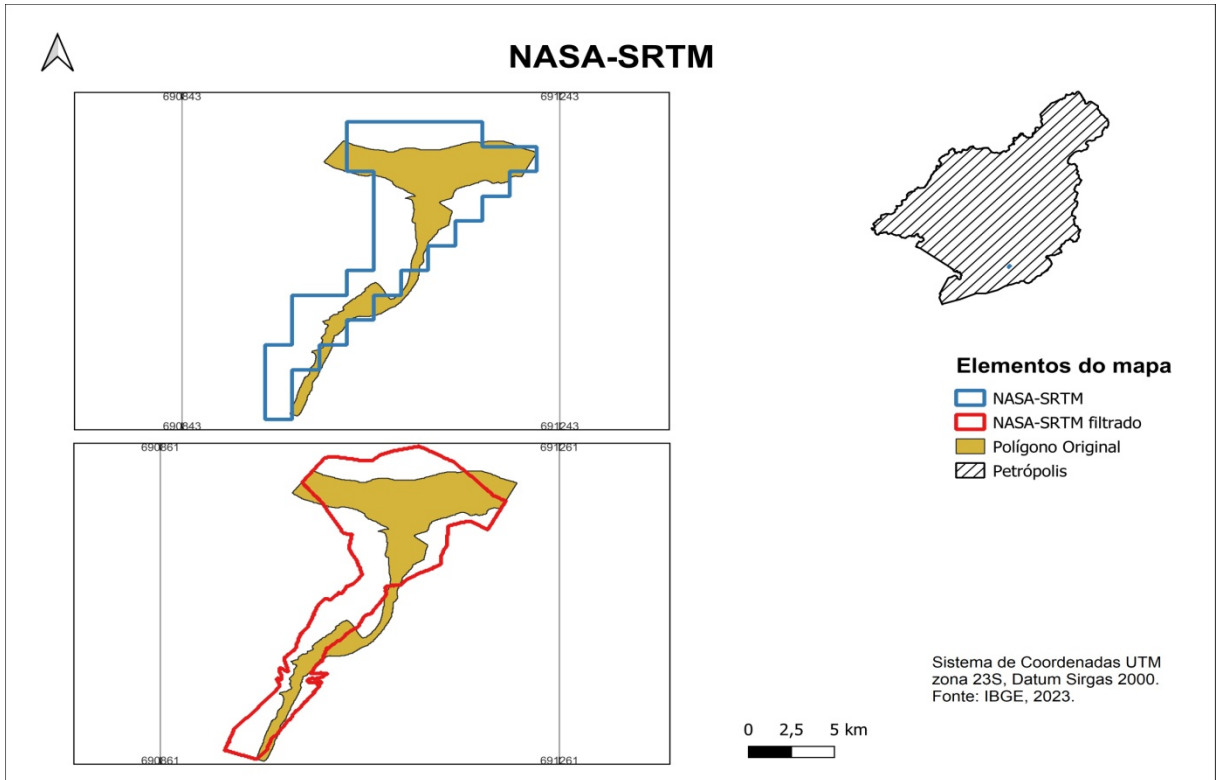 NASA-SRTM
690843
691243
690843
691243
690861
691261
690861
691261
Elementos do mapa
NASA-SRTM
NASA-SRTM filtrado
Polígono Original
Petrópolis
Sistema de Coordenadas UTM
zona 23S, Datum Sirgas 2000.
Fonte: IBGE, 2023.
0 2,5 5 km